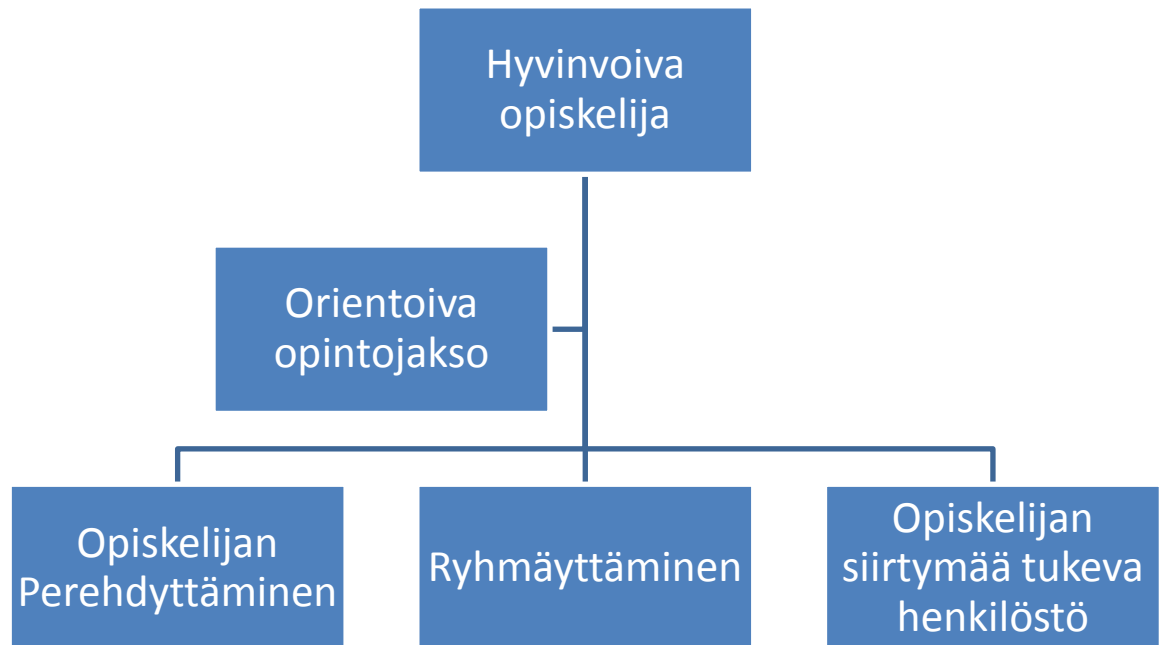 Hyvinvoiva
opiskelija
Orientoiva
opintojakso
Opiskelijan
Perehdyttäminen
Ryhmäyttäminen
Opiskelijan
siirtymää tukeva
henkilöstö